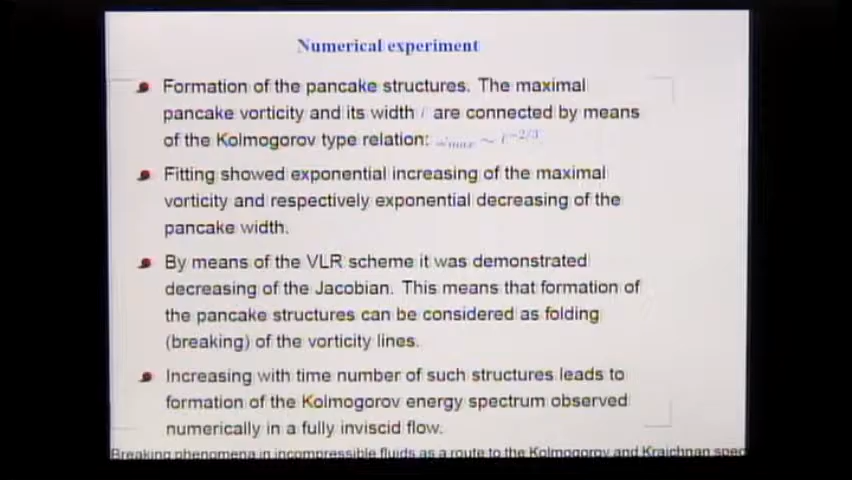 Numerical experiment
Formation of the pancake structures. The maximal
pancake vorticity and its width ℓ are connected by means
of the Kolmogorov type relation: ω_max ∼ ℓ^−2/3
Fitting showed exponential increasing of the maximal
vorticity and respectively exponential decreasing of the
pancake width.
By means of the VLR scheme it was demonstrated
decreasing of the Jacobian. This means that formation of
the pancake structures can be considered as folding
(breaking) of the vorticity lines.
Increasing with time number of such structures leads to
formation of the Kolmogorov energy spectrum observed
numerically in a fully inviscid flow.
Breaking phenomena in incompressible fluids as a route to the Kolmogorov and Kraichnan spec